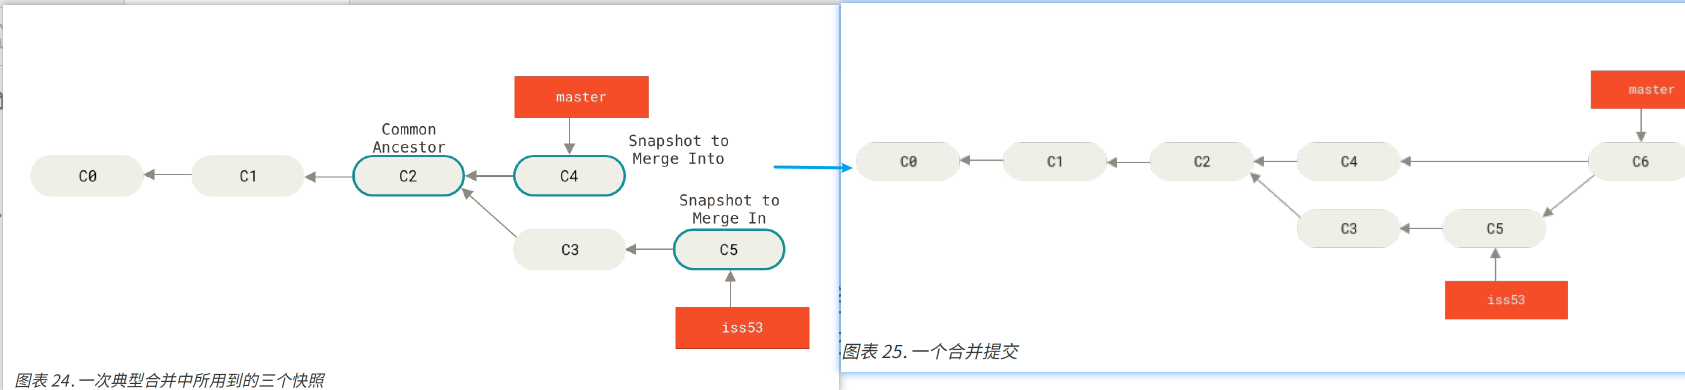 master
Common
Ancestor
Snapshot to
Merge Into
C0
C1
C2
C4
Snapshot to
Merge In
C3
C5
iss53
图表 24. 一次典型合并中所用到的三个快照
master
C0
C1
C2
C4
C6
C3
C5
iss53
图表 25. 一个合并提交